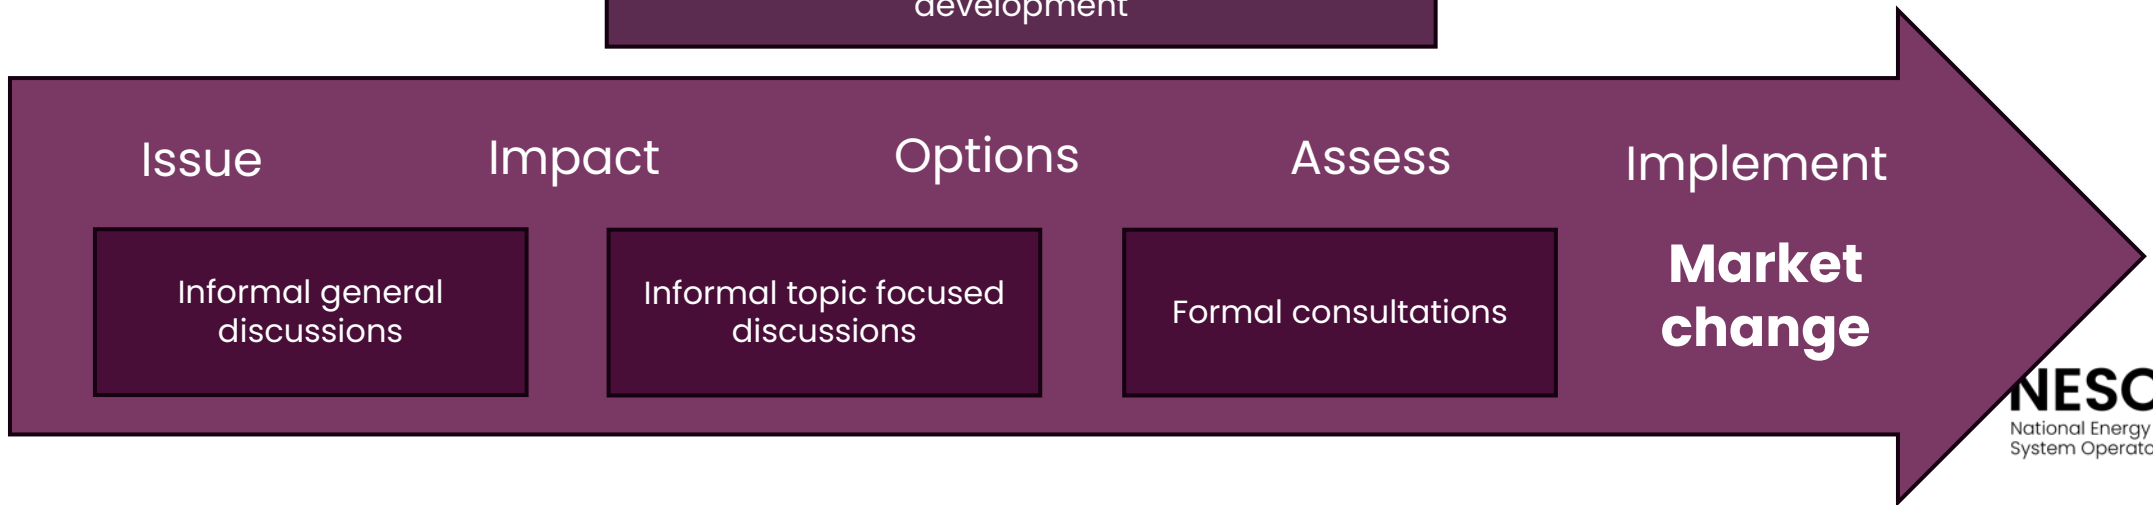 development
Issue Impact Options Assess Implement
Informal general
discussions
Informal topic focused
discussions
Formal consultations
Market
change
NESO
National Energy
System Operato